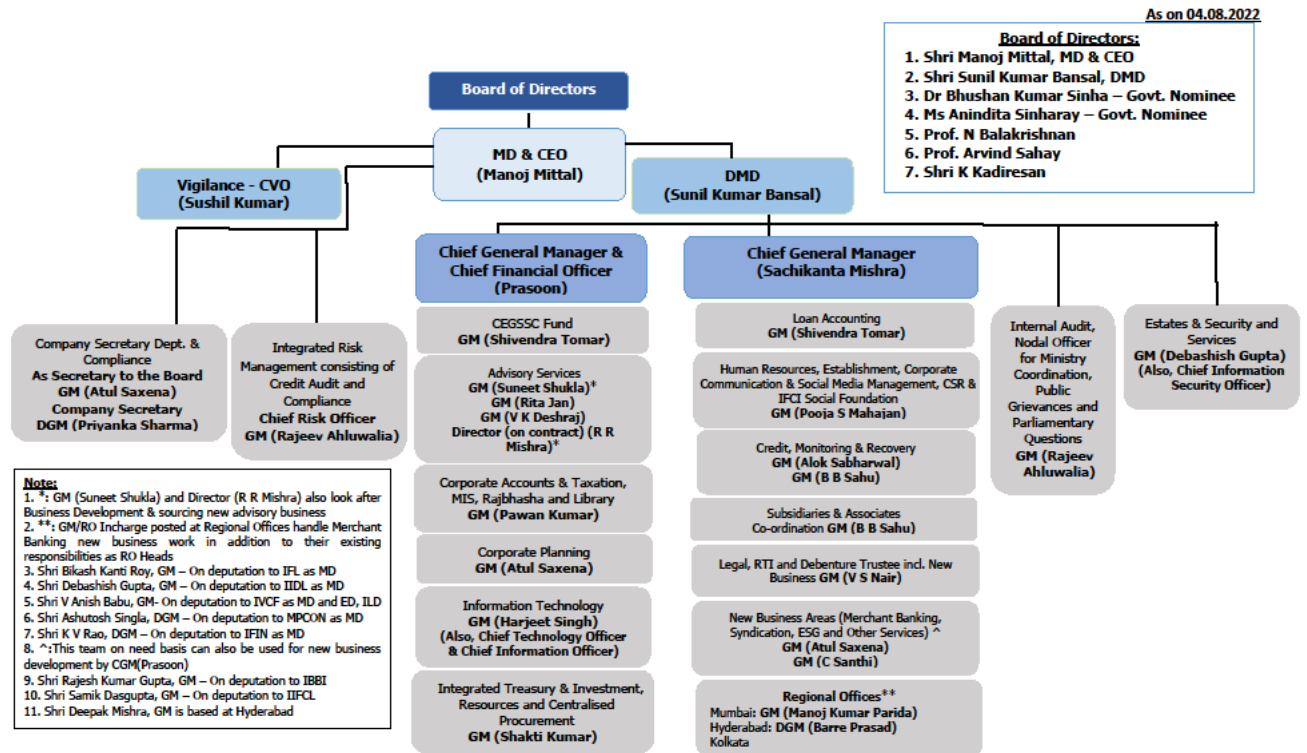 As on 04.08.2022
Board of Directors:
1. Shri Manoj Mittal, MD & CEO
2. Shri Sunil Kumar Bansal, DMD
3. Dr Bhushan Kumar Sinha – Govt. Nominee
4. Ms Anindita Sinharay – Govt. Nominee
5. Prof. N Balakrishnan
6. Prof. Arvind Sahay
7. Shri K Kadiresan
Board of Directors
MD & CEO
(Manoj Mittal)
Vigilance - CVO
(Sushil Kumar)
DMD
(Sunil Kumar Bansal)
Company Secretary Dept. &
Compliance
As Secretary to the Board
GM (Atul Saxena)
Company Secretary
DGM (Priyanka Sharma)
Integrated Risk
Management consisting of
Credit Audit and
Compliance
Chief Risk Officer
GM (Rajeev Ahluwalia)
Chief General Manager &
Chief Financial Officer
(Prasoon)
CEGSSC Fund
GM (Shivendra Tomar)
Advisory Services
GM (Suneet Shukla)*
GM (Rita Jan)
GM (V K Deshraj)
Director (on contract) (R R
Mishra)*
Corporate Accounts & Taxation,
MIS, Rajbhasha and Library
GM (Pawan Kumar)
Corporate Planning
GM (Atul Saxena)
Information Technology
GM (Harjeet Singh)
(Also, Chief Technology Officer
& Chief Information Officer)
Integrated Treasury & Investment,
Resources and Centralised
Procurement
GM (Shakti Kumar)
Chief General Manager
(Sachikanta Mishra)
Loan Accounting
GM (Shivendra Tomar)
Human Resources, Establishment, Corporate
Communication & Social Media Management, CSR &
IFCI Social Foundation
GM (Pooja S Mahajan)
Credit, Monitoring & Recovery
GM (Alok Sabharwal)
GM (B B Sahu)
Subsidiaries & Associates
Co-ordination GM (B B Sahu)
Legal, RTI and Debenture Trustee incl. New
Business GM (V S Nair)
New Business Areas (Merchant Banking,
Syndication, ESG and Other Services) ^
GM (Atul Saxena)
GM (C Santhi)
Regional Offices**
Mumbai: GM (Manoj Kumar Parida)
Hyderabad: DGM (Barre Prasad)
Kolkata
Internal Audit,
Nodal Officer
for Ministry
Coordination,
Public
Grievances and
Parliamentary
Questions
GM (Rajeev
Ahluwalia)
Estates & Security and
Services
GM (Debashish Gupta)
(Also, Chief Information
Security Officer)
Note:
1. *: GM (Suneet Shukla) and Director (R R Mishra) also look after
Business Development & sourcing new advisory business
2. **: GM/RO Incharge posted at Regional Offices handle Merchant
Banking new business work in addition to their existing
responsibilities as RO Heads
3. Shri Bikash Kanti Roy, GM – On deputation to IFL as MD
4. Shri Debashish Gupta, GM – On deputation to IIDL as MD
5. Shri V Anish Babu, GM- On deputation to IVCF as MD and ED, ILD
6. Shri Ashutosh Singla, DGM – On deputation to MPCON as MD
7. Shri K V Rao, DGM – On deputation to IFIN as MD
8. ^:This team on need basis can also be used for new business
development by CGM(Prasoon)
9. Shri Rajesh Kumar Gupta, GM – On deputation to IBBI
10. Shri Samik Dasgupta, GM – On deputation to IIFCL
11. Shri Deepak Mishra, GM is based at Hyderabad